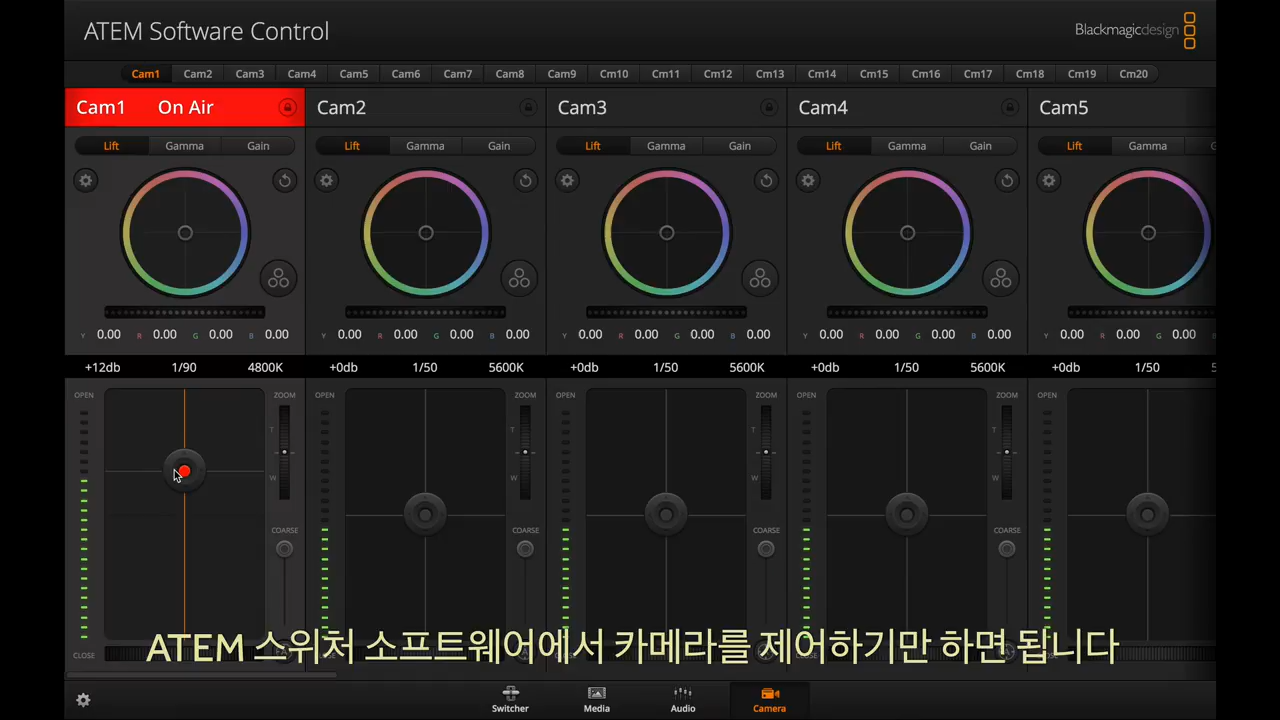 ATEM Software Control
Blackmagicdesign
Cam1 Cam2 Cam3 Cam4 Cam5 Cam6 Cam7 Cam8 Cam9 Cm10 Cm11 Cm12 Cm13 Cm14 Cm15 Cm16 Cm17 Cm18 Cm19 Cm20
Cam1 On Air Cam2 Cam3 Cam4 Cam5
Lift Gamma Gain Lift Gamma Gain Lift Gamma Gain Lift Gamma Gain Lift Gamma
Y 0.00 R 0.00 G 0.00 B 0.00 Y 0.00 R 0.00 G 0.00 B 0.00 Y 0.00 R 0.00 G 0.00 B 0.00 Y 0.00 R 0.00 G 0.00 B 0.00 Y 0.00 R 0.00 G 0.00
+12db 1/90 4800K +0db 1/50 5600K +0db 1/50 5600K +0db 1/50 5600K +0db 1/50
OPEN ZOOM OPEN ZOOM OPEN ZOOM OPEN ZOOM OPEN
T T T T
W W W W
COARSE COARSE COARSE COARSE
CLOSE
ATEM 스위처 소프트웨어에서 카메라를 제어하기만 하면 됩니다
Switcher Media Audio Camera